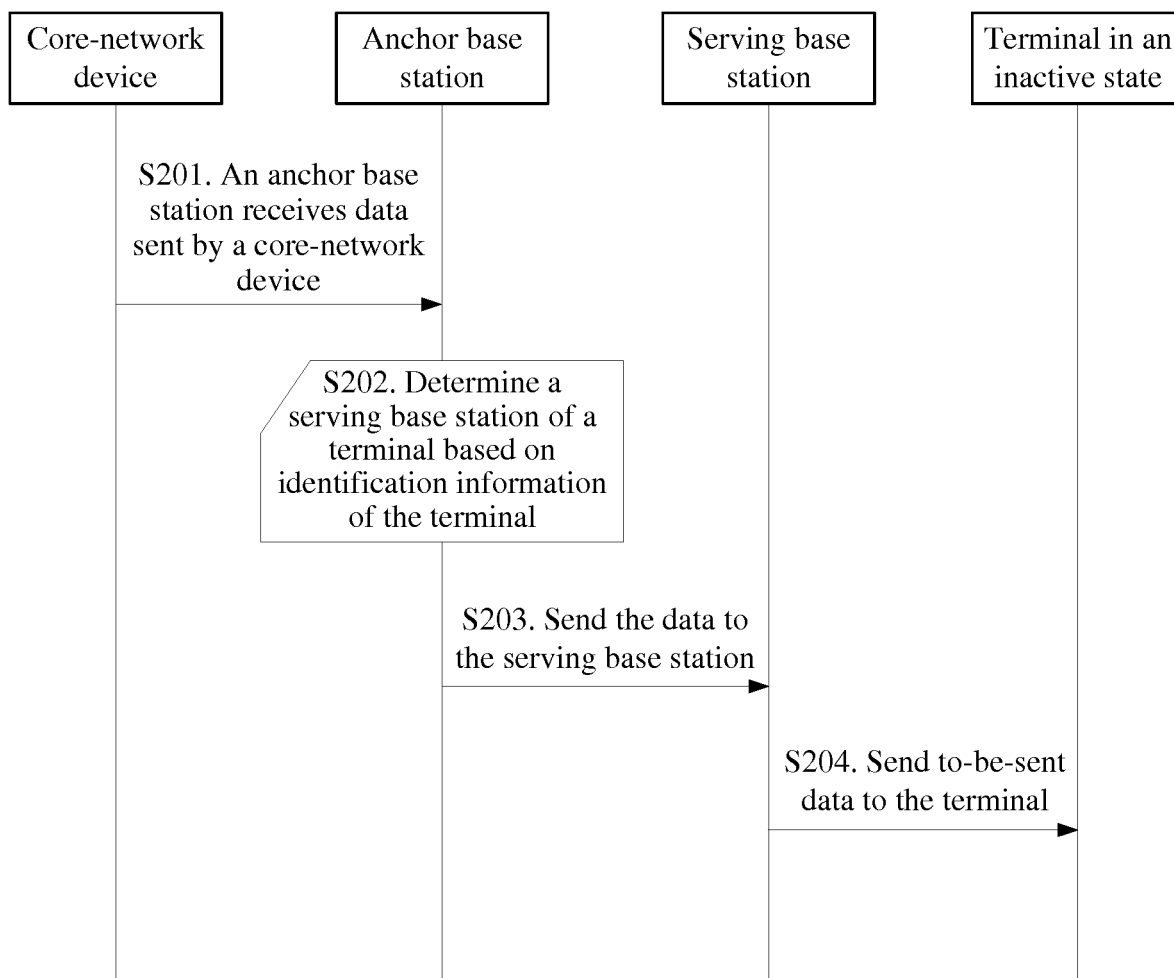 Core-network
device
Anchor base
station
Serving base
station
Terminal in an
inactive state
S201. An anchor base
station receives data
sent by a core-network
device
S202. Determine a
serving base station of a
terminal based on
identification information
of the terminal
S203. Send the data to
the serving base station
S204. Send to-be-sent
data to the terminal